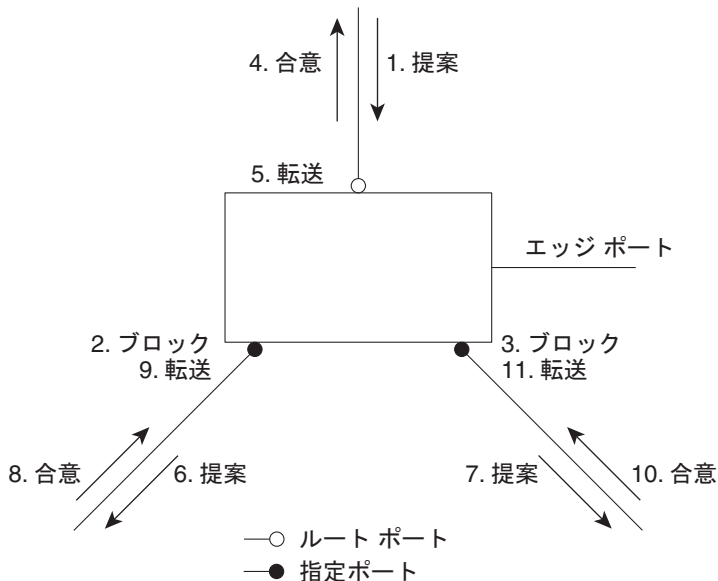 4. 合意
1. 提案
5. 転送
エッジ ポート
2. ブロック
9. 転送
3. ブロック
11. 転送
8. 合意
6. 提案
7. 提案
10. 合意
ルート ポート
指定ポート